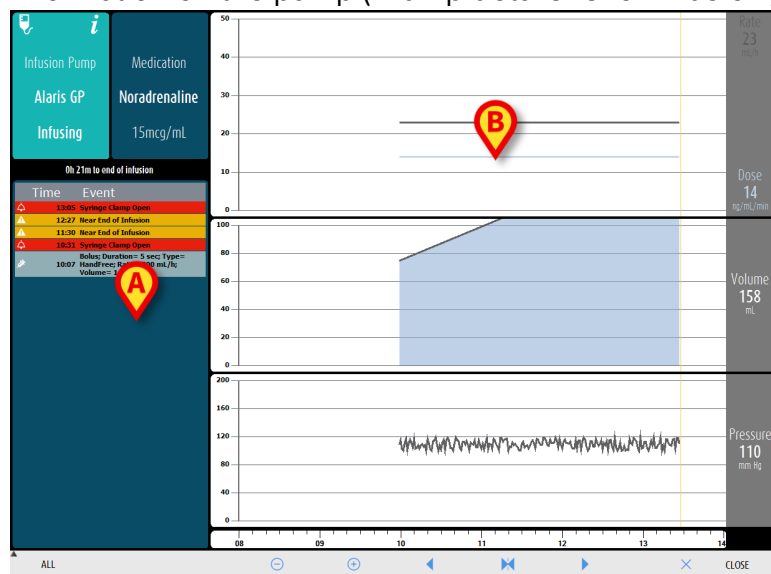 i
Infusion Pump
Alaris GP
Infusing
Medication
Noradrenaline
15mcg/mL
0h 21m to end of infusion
Time Event
13:05 Syringe Clamp Open
12:27 Near End of Infusion
11:30 Near End of Infusion
10:31 Syringe Clamp Open
Bolus; Duration= 5 sec; Type=
10:07 HandFree;
Volume=
A
50
40
30
20
10
0
B
Rate
23
mL/h
Dose
14
ng/mL/min
100
80
60
40
20
0
Volume
158
mL
200
160
120
80
40
0
Pressure
110
mm Hg
08 09 10 11 12 13 14
ALL
CLOSE